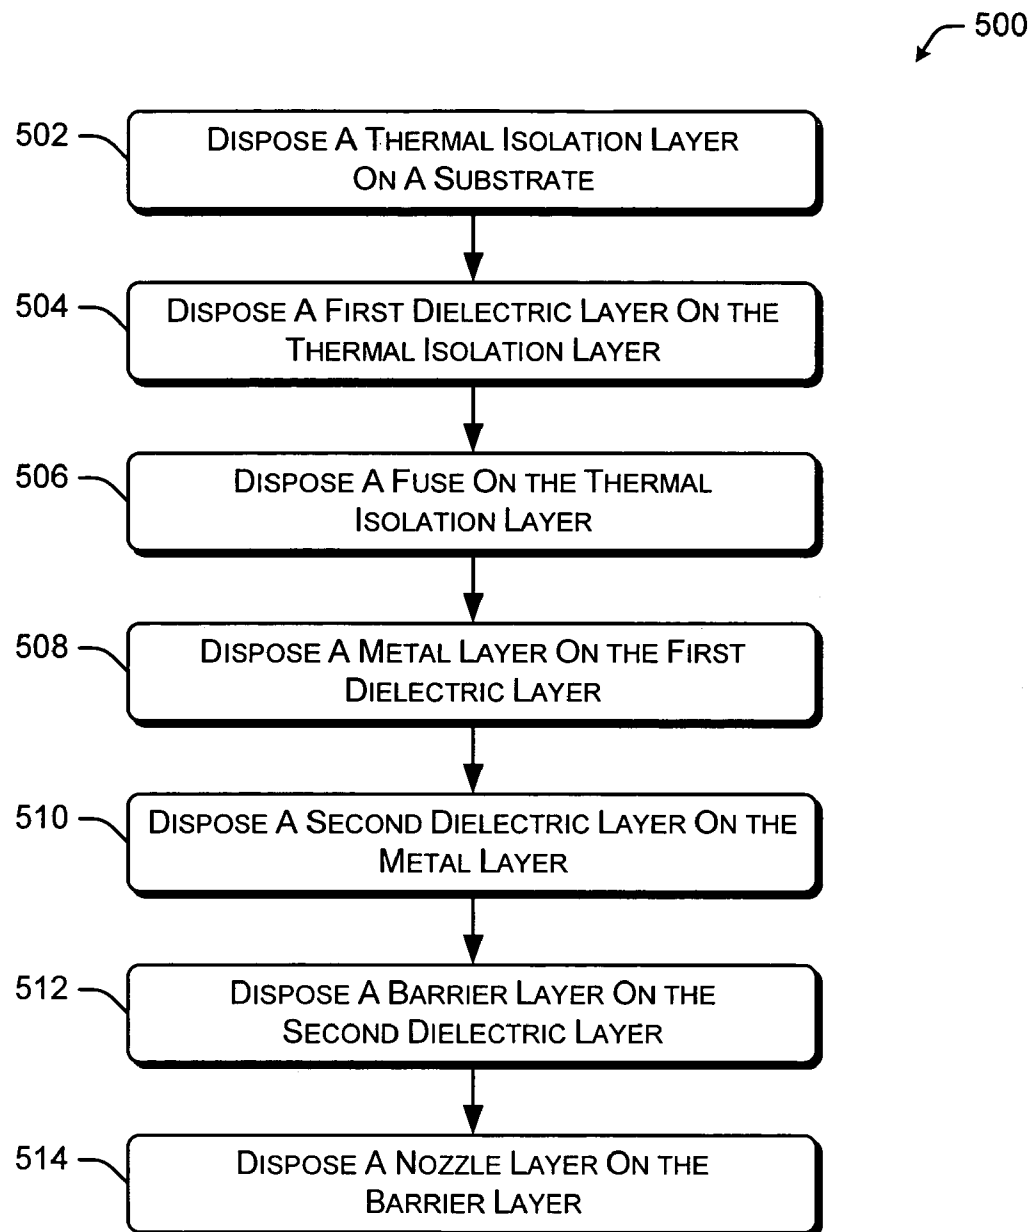 500
502
DISPOSE A THERMAL ISOLATION LAYER
ON A SUBSTRATE
504
DISPOSE A FIRST DIELECTRIC LAYER ON THE
THERMAL ISOLATION LAYER
506
DISPOSE A FUSE ON THE THERMAL
ISOLATION LAYER
508
DISPOSE A METAL LAYER ON THE FIRST
DIELECTRIC LAYER
510
DISPOSE A SECOND DIELECTRIC LAYER ON THE
METAL LAYER
512
DISPOSE A BARRIER LAYER ON THE
SECOND DIELECTRIC LAYER
514
DISPOSE A NOZZLE LAYER ON THE
BARRIER LAYER